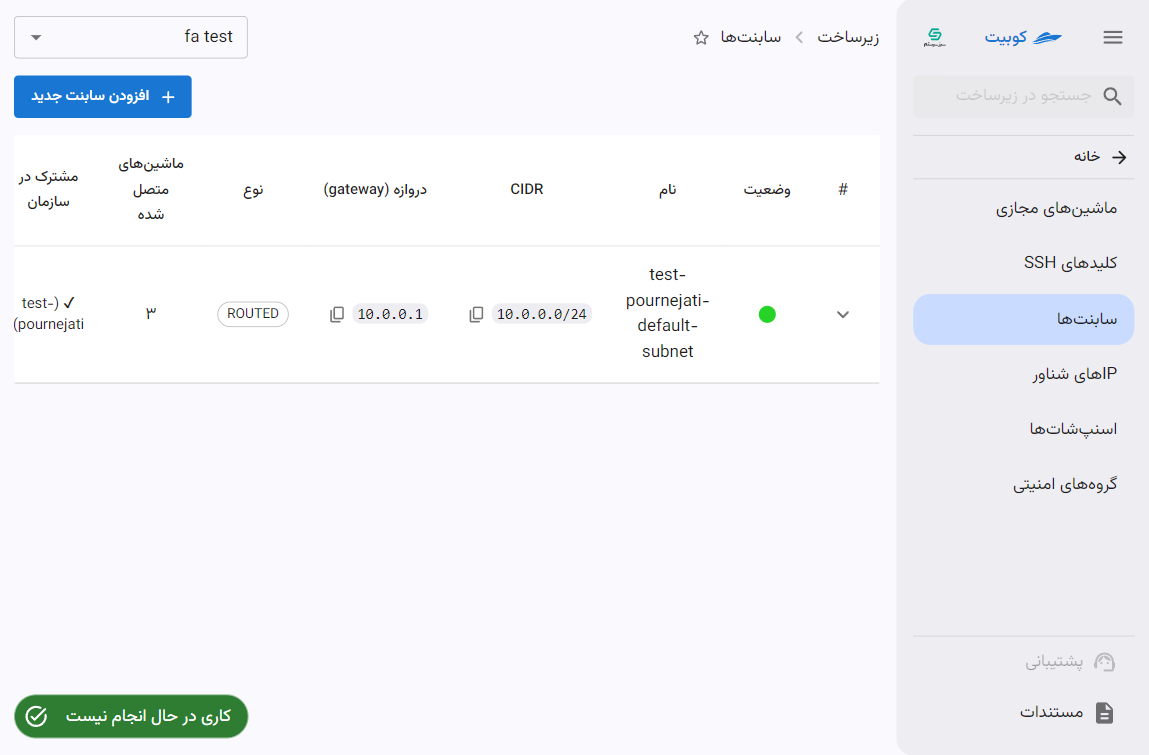 کوبیت
جستجو در زیرساخت
خانه
ماشین‌های مجازی
کلیدهای SSH
سابنت‌ها
IPهای شناور
اسنپ‌شات‌ها
گروه‌های امنیتی
پشتیبانی
مستندات
زیرساخت
سابنت‌ها
fa test
افزودن سابنت جدید
#
وضعیت
نام
CIDR
دروازه (gateway)
نوع
ماشین‌های
متصل
شده
مشترک در
سازمان
test-
pournejati-
default-
subnet
10.0.0.0/24
10.0.0.1
ROUTED
۳
✓ (test-
pournejati)
کاری در حال انجام نیست